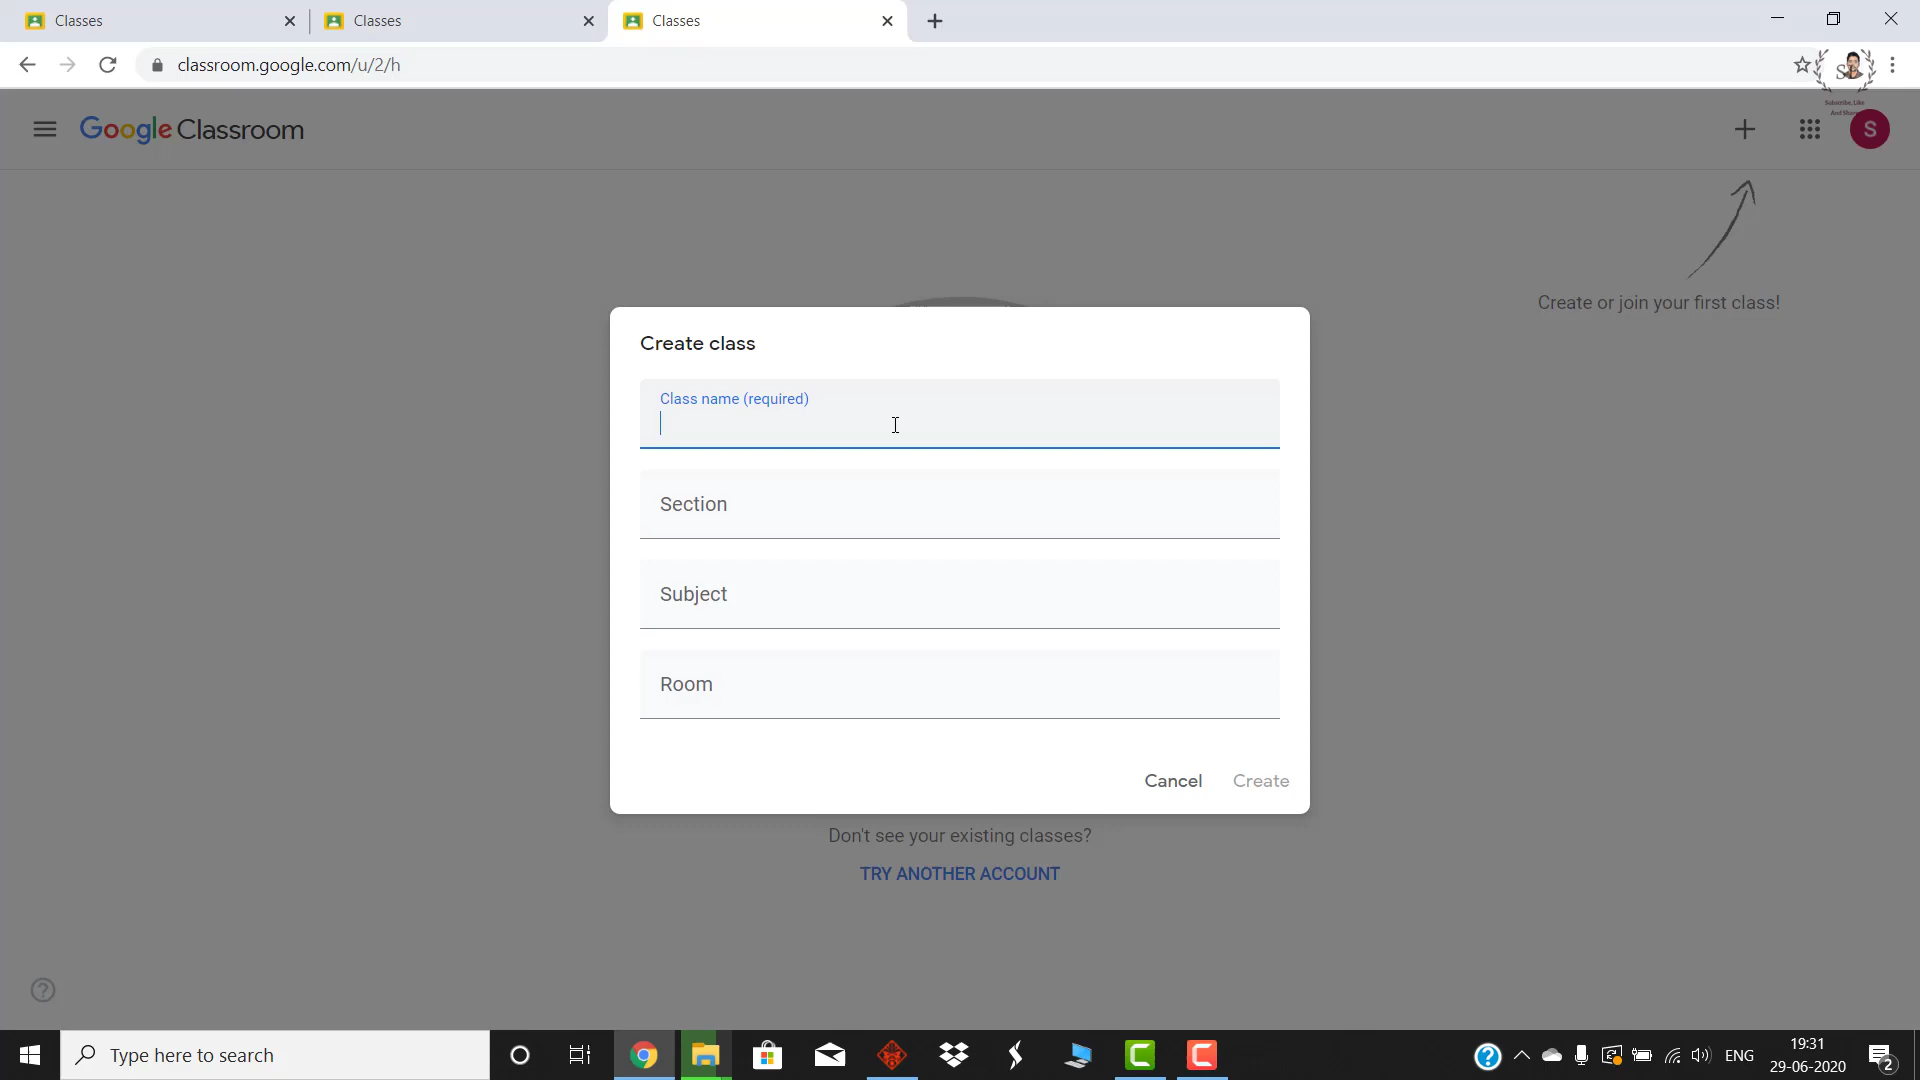 Classes
Classes
Classes
classroom.google.com/u/2/h
Subscribe, Like
Google Classroom
S
Create or join your first class!
Create class
Class name (required)
Section
Subject
Room
Cancel
Create
Don't see your existing classes?
TRY ANOTHER ACCOUNT
Type here to search
ENG
19:31
29-06-2020
2